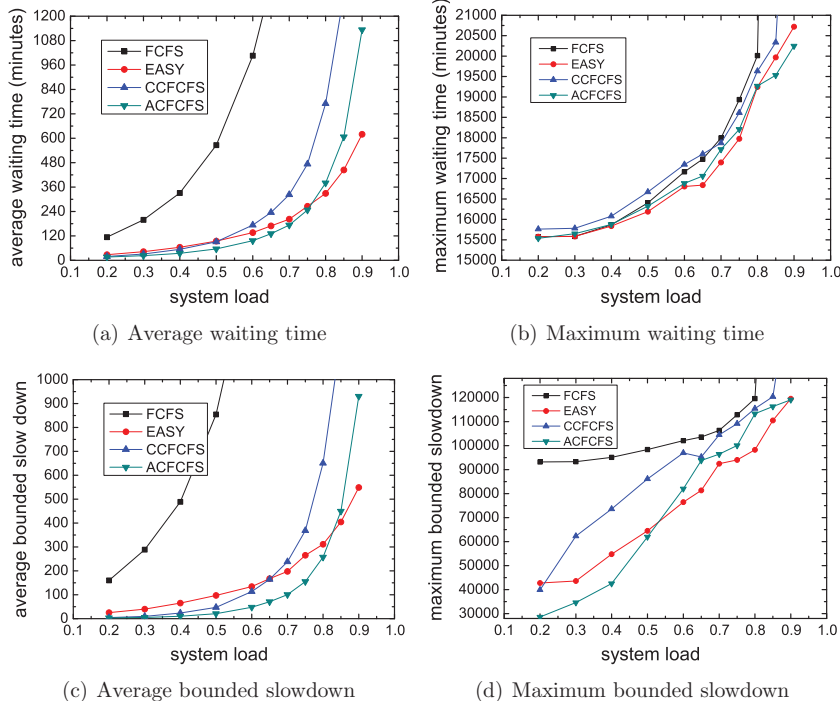 1200
1080
960
840
720
600
480
360
240
120
0
average waiting time (minutes)
FCFS
EASY
CCFCFS
ACFCFS
0.1 0.2 0.3 0.4 0.5 0.6 0.7 0.8 0.9 1.0
system load
(a) Average waiting time
21000
20500
20000
19500
19000
18500
18000
17500
17000
16500
16000
15500
15000
maximum waiting time (minutes)
FCFS
EASY
CCFCFS
ACFCFS
0.1 0.2 0.3 0.4 0.5 0.6 0.7 0.8 0.9 1.0
system load
(b) Maximum waiting time
1000
900
800
700
600
500
400
300
200
100
0
average bounded slow down
FCFS
EASY
CCFCFS
ACFCFS
0.1 0.2 0.3 0.4 0.5 0.6 0.7 0.8 0.9 1.0
system load
(c) Average bounded slowdown
120000
110000
100000
90000
80000
70000
60000
50000
40000
30000
maximum bounded slowdown
FCFS
EASY
CCFCFS
ACFCFS
0.1 0.2 0.3 0.4 0.5 0.6 0.7 0.8 0.9 1.0
system load
(d) Maximum bounded slowdown